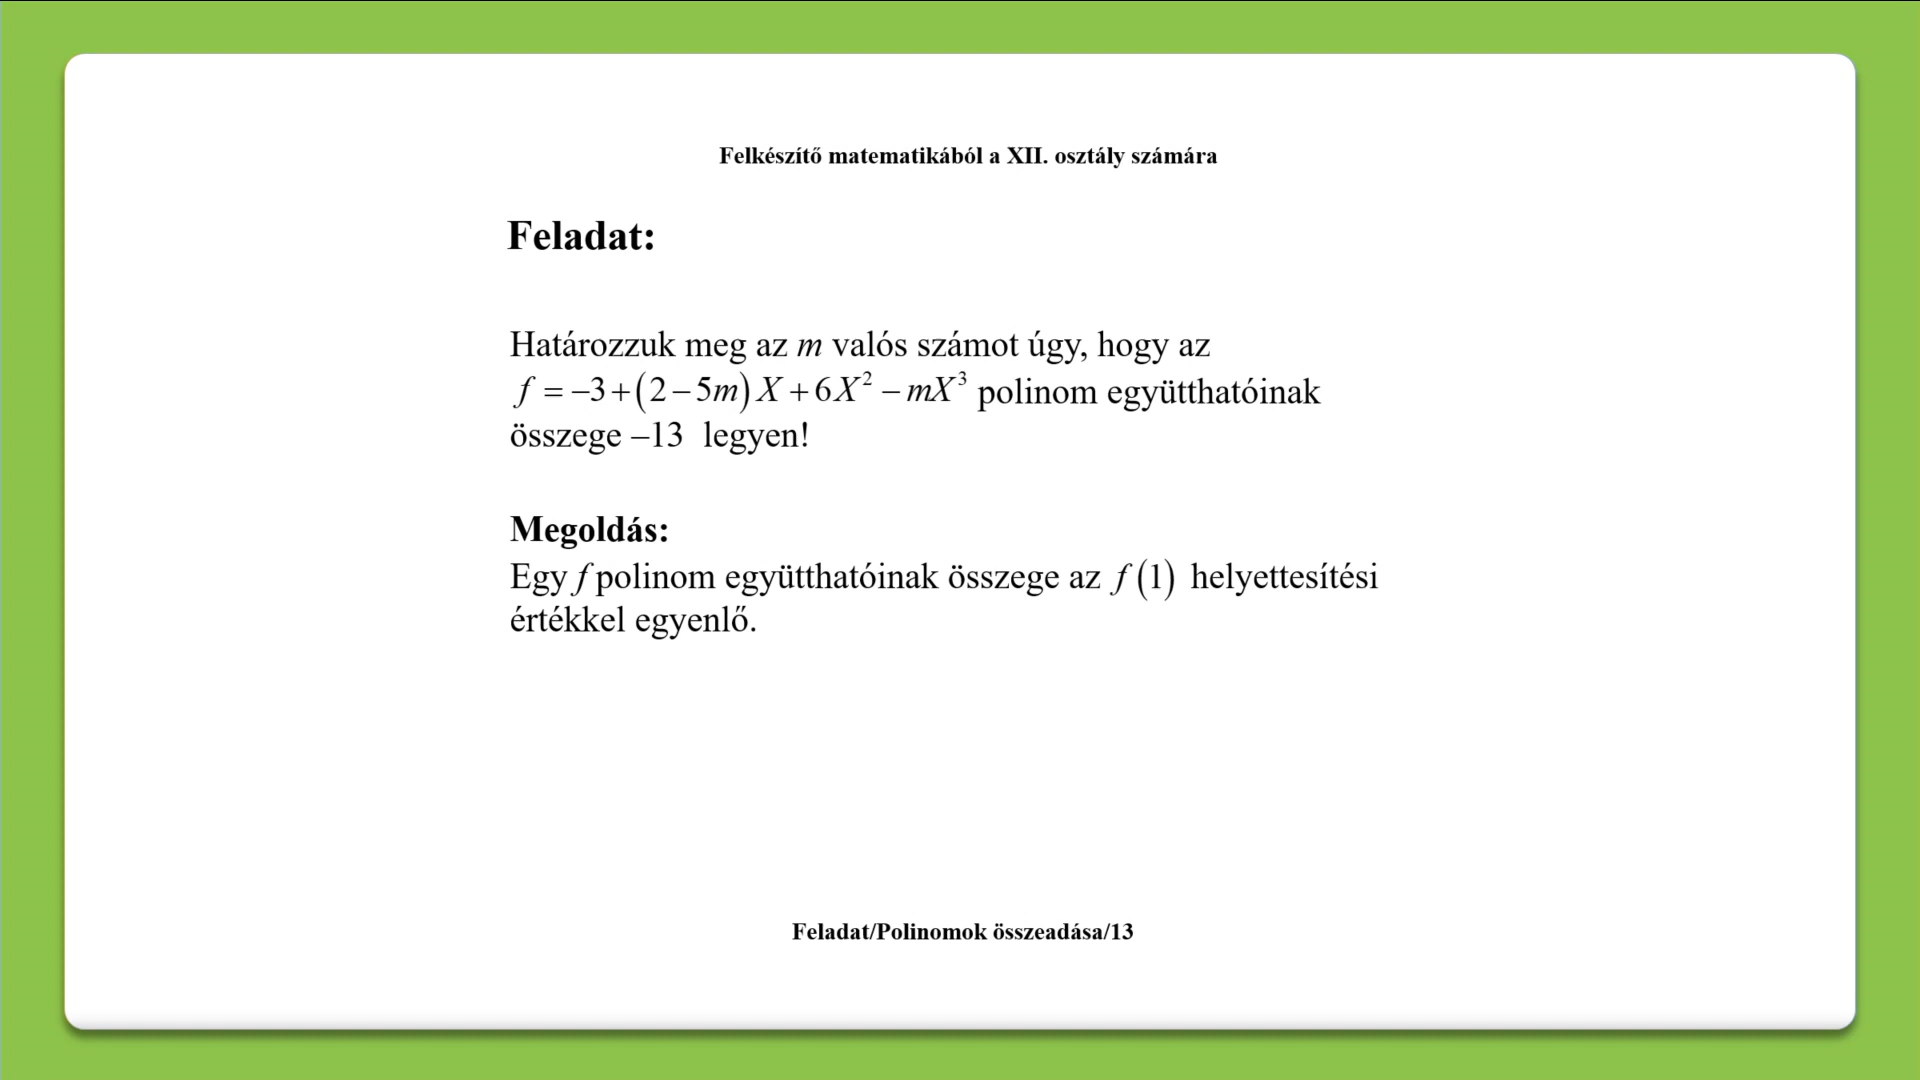 Felkészítő matematikából a XII. osztály számára
Feladat:
Határozzuk meg az m valós számot úgy, hogy az
f = –3 + (2 – 5m) X + 6X² – mX³ polinom együtthatóinak
összege –13 legyen!
Megoldás:
Egy f polinom együtthatóinak összege az f (1) helyettesítési
értékkel egyenlő.
Feladat/Polinomok összeadása/13